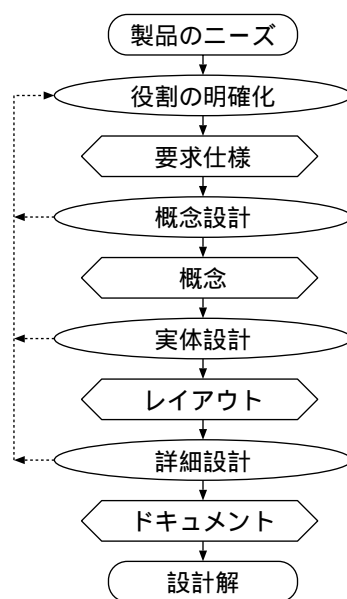 製品のニーズ
役割の明確化
要求仕様
概念設計
概念
実体設計
レイアウト
詳細設計
ドキュメント
設計解